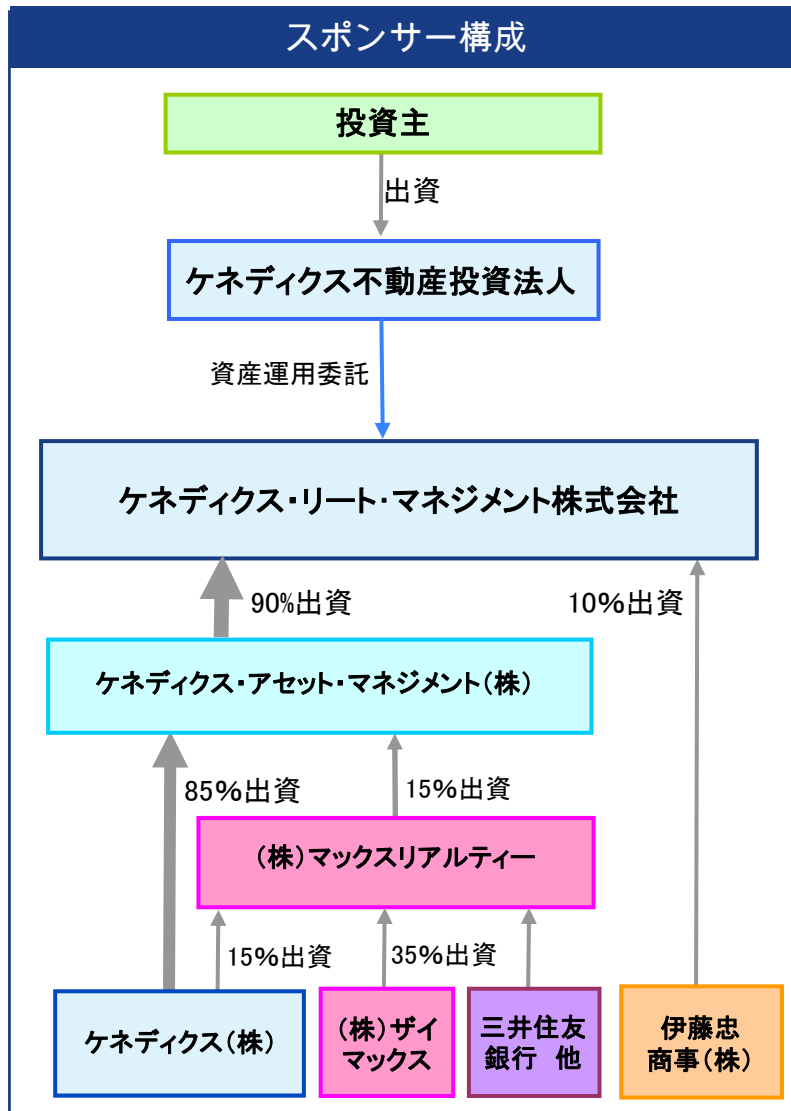 スポンサー構成
投資主
出資
ケネディクス不動産投資法人
資産運用委託
ケネディクス・リート・マネジメント株式会社
90%出資
10%出資
ケネディクス・アセット・マネジメント(株)
85%出資
15%出資
(株)マックスリアルティー
15%出資
35%出資
ケネディクス(株)
(株)ザイ
マックス
三井住友
銀行 他
伊藤忠
商事(株)